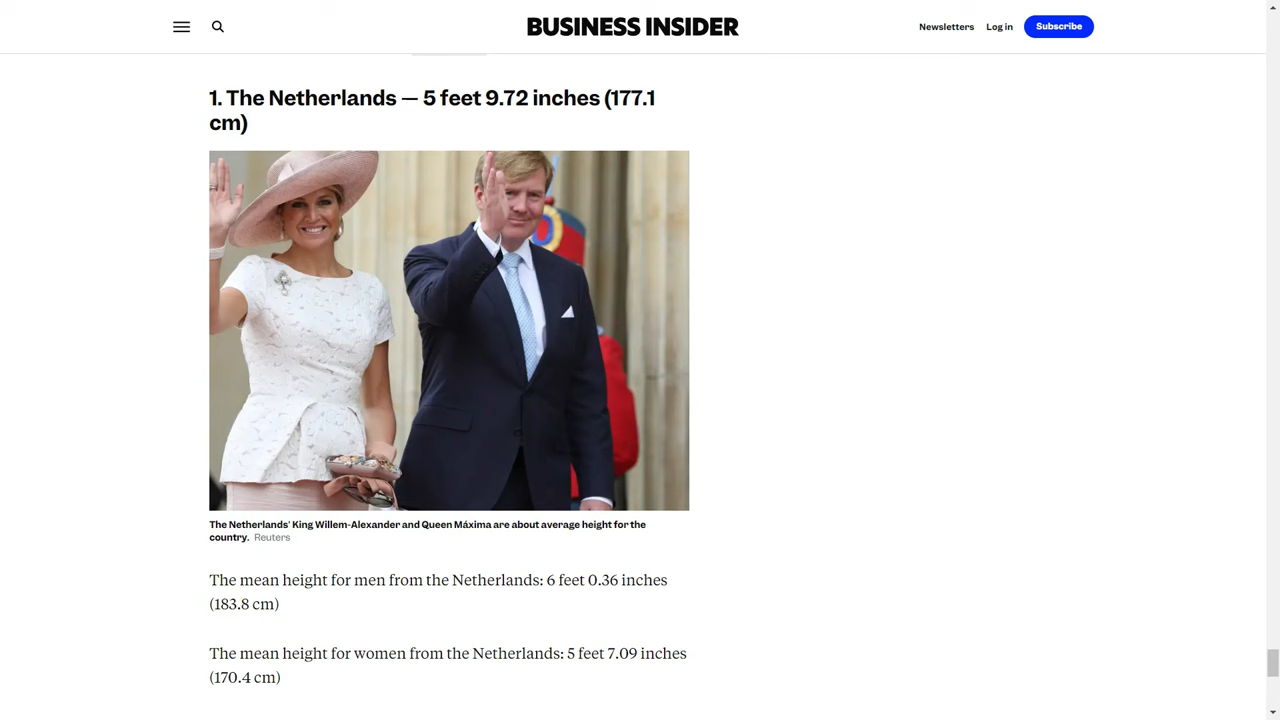 BUSINESS INSIDER
Newsletters
Log in
Subscribe
1. The Netherlands — 5 feet 9.72 inches (177.1
cm)
The Netherlands' King Willem-Alexander and Queen Máxima are about average height for the
country. Reuters
The mean height for men from the Netherlands: 6 feet 0.36 inches
(183.8 cm)
The mean height for women from the Netherlands: 5 feet 7.09 inches
(170.4 cm)